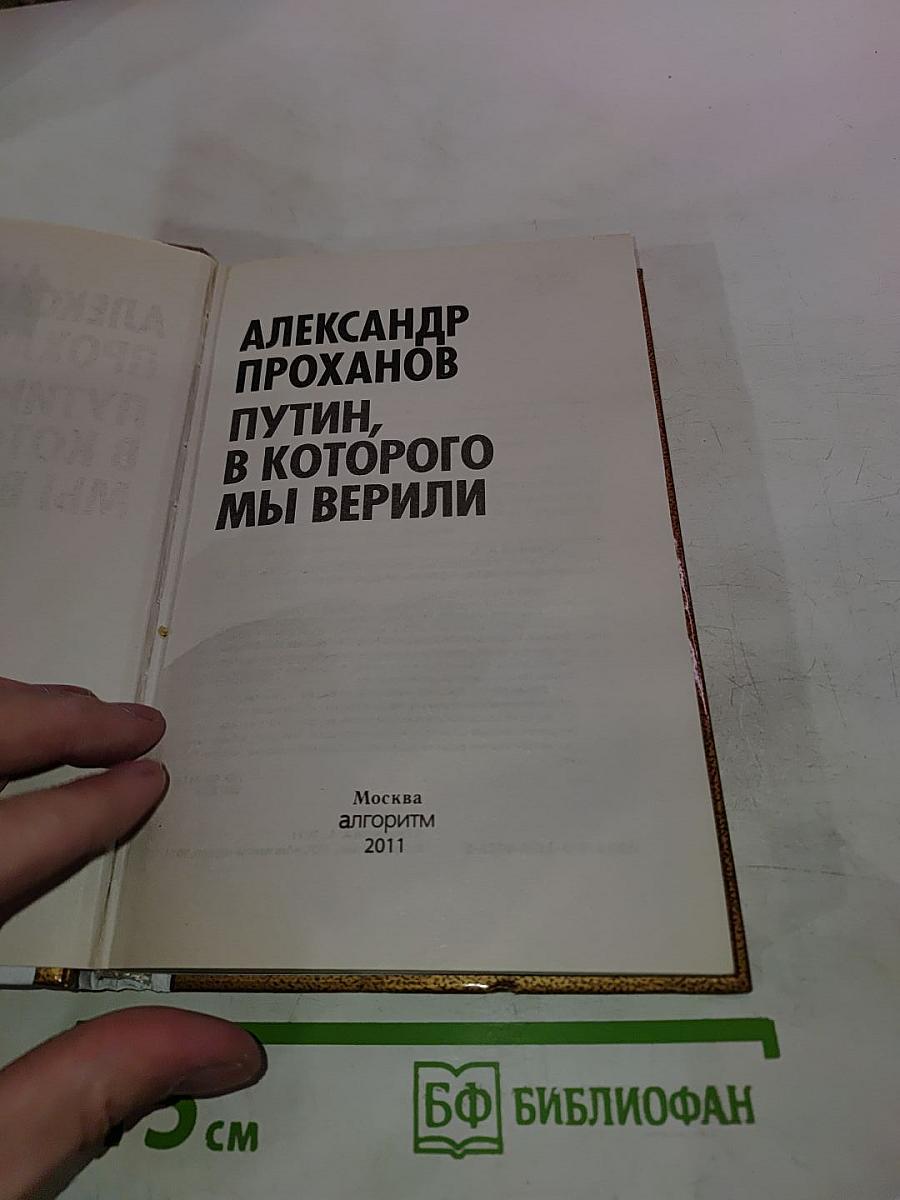 АЛЕКСАНДР
ПРОХАНОВ
ПУТИН,
В КОТОРОГО
МЫ ВЕРИЛИ
Москва
алгоритм
2011
см
БФ БИБЛИОФАН